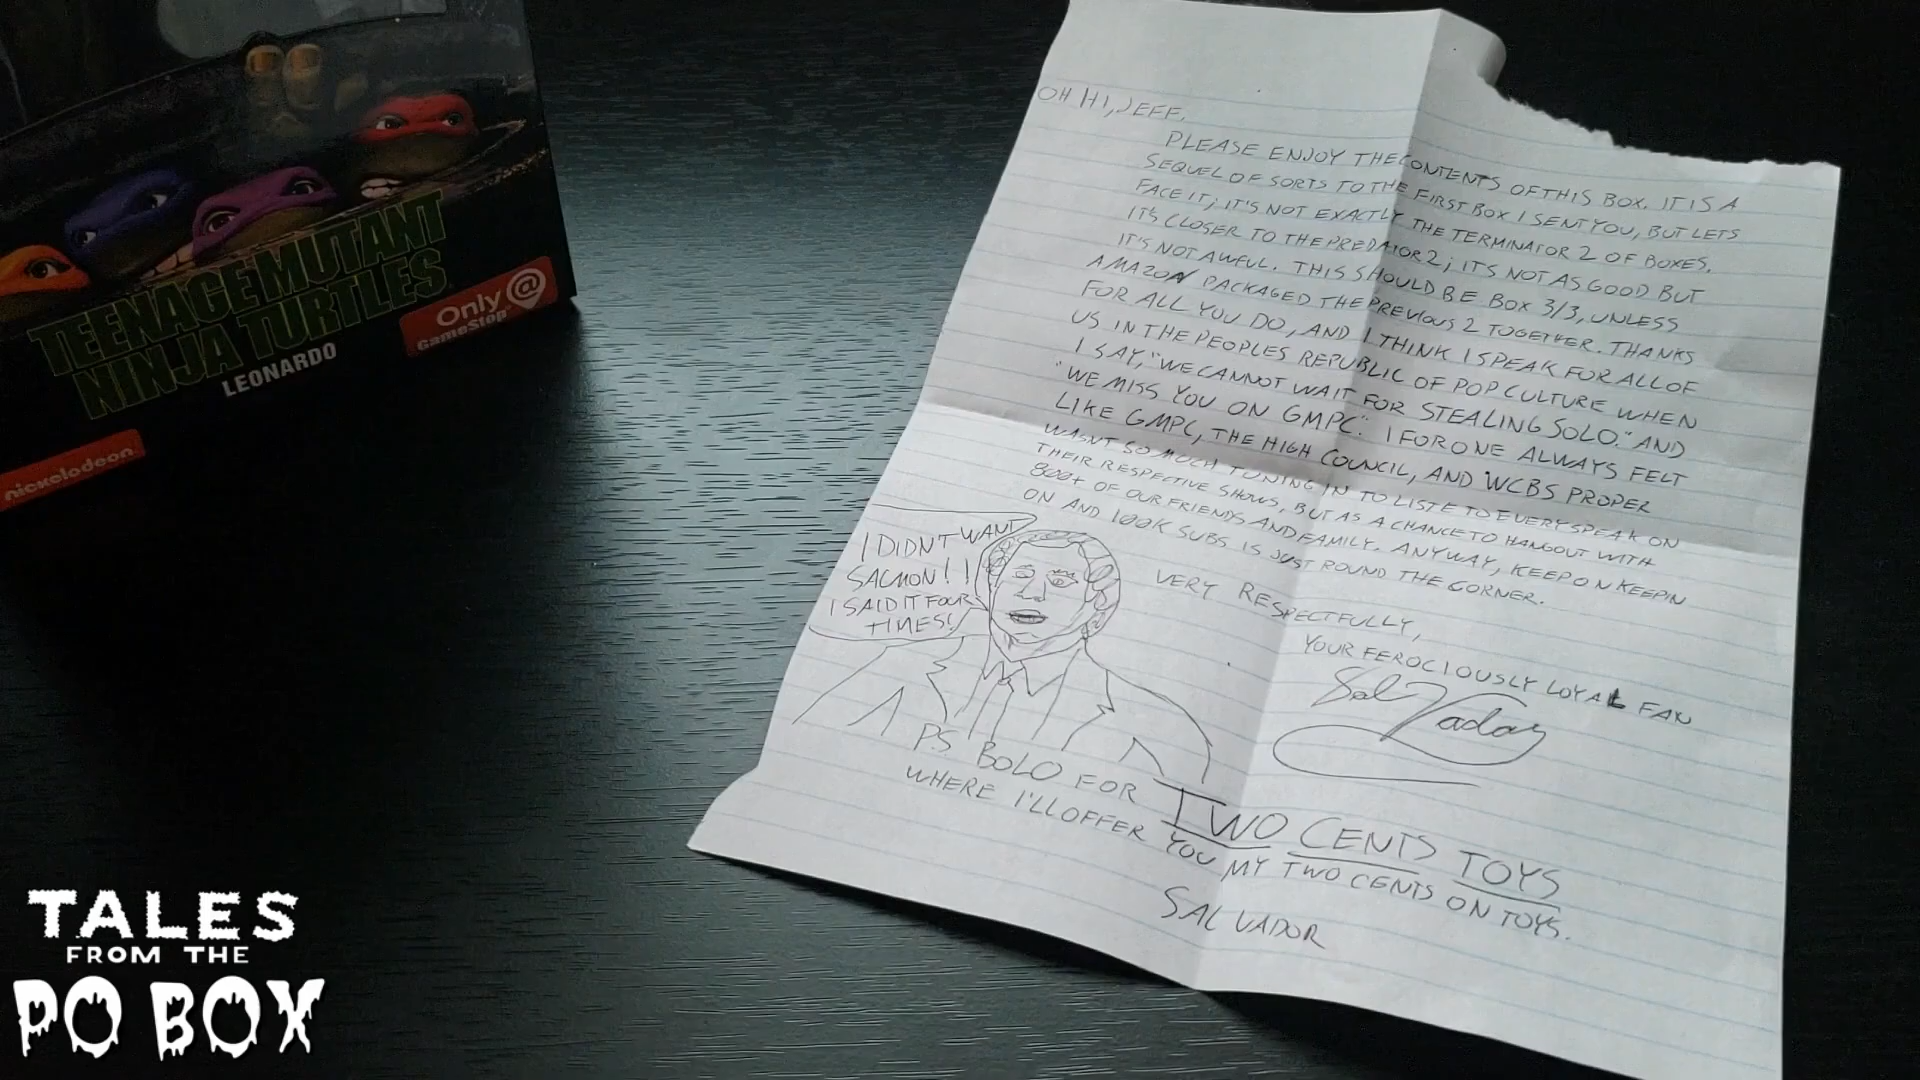 TEENAGE MUTANT
NINJA TURTLES
LEONARDO
Only @
GameStop
nickelodeon
OH HI, JEFF.
PLEASE ENJOY THE CONTENTS OF THIS BOX. IT IS A
SEQUEL OF SORTS TO THE FIRST BOX I SENT YOU, BUT LETS
FACE IT; IT'S NOT EXACTLY THE TERMINATOR 2 OF BOXES.
IT'S CLOSER TO THE PREDATOR 2; IT'S NOT AS GOOD BUT
IT'S NOT AWFUL. THIS SHOULD BE BOX 3/3, UNLESS
AMAZON PACKAGED THE PREVIOUS 2 TOGETHER. THANKS
FOR ALL YOU DO, AND I THINK I SPEAK FOR ALL OF
US IN THE PEOPLES REPUBLIC OF POP CULTURE WHEN
I SAY, "WE CANNOT WAIT FOR STEALING SOLO." AND
"WE MISS YOU ON GMPC". I FOR ONE ALWAYS FELT
LIKE GMPC, THE HIGH COUNCIL, AND WCBS PROPER
WASNT SO MUCH TUNING IN TO LISTE TO EVERY SPEAK ON
THEIR RESPECTIVE SHOWS, BUT AS A CHANCE TO HANGOUT WITH
800+ OF OUR FRIENDS AND FAMILY. ANYWAY, KEEP ON KEEPIN
ON AND 100K SUBS IS JUST ROUND THE CORNER.
VERY RESPECTFULLY,
YOUR FEROCIOUSLY LOYAL FAN
Sal
I DIDN'T WANT
SALMON!!
I SAID IT FOUR
TIMES!
P.S BOLO FOR TWO CENTS TOYS
WHERE I'LL OFFER YOU MY TWO CENTS ON TOYS.
SALVADOR
TALES
FROM THE
PO BOX